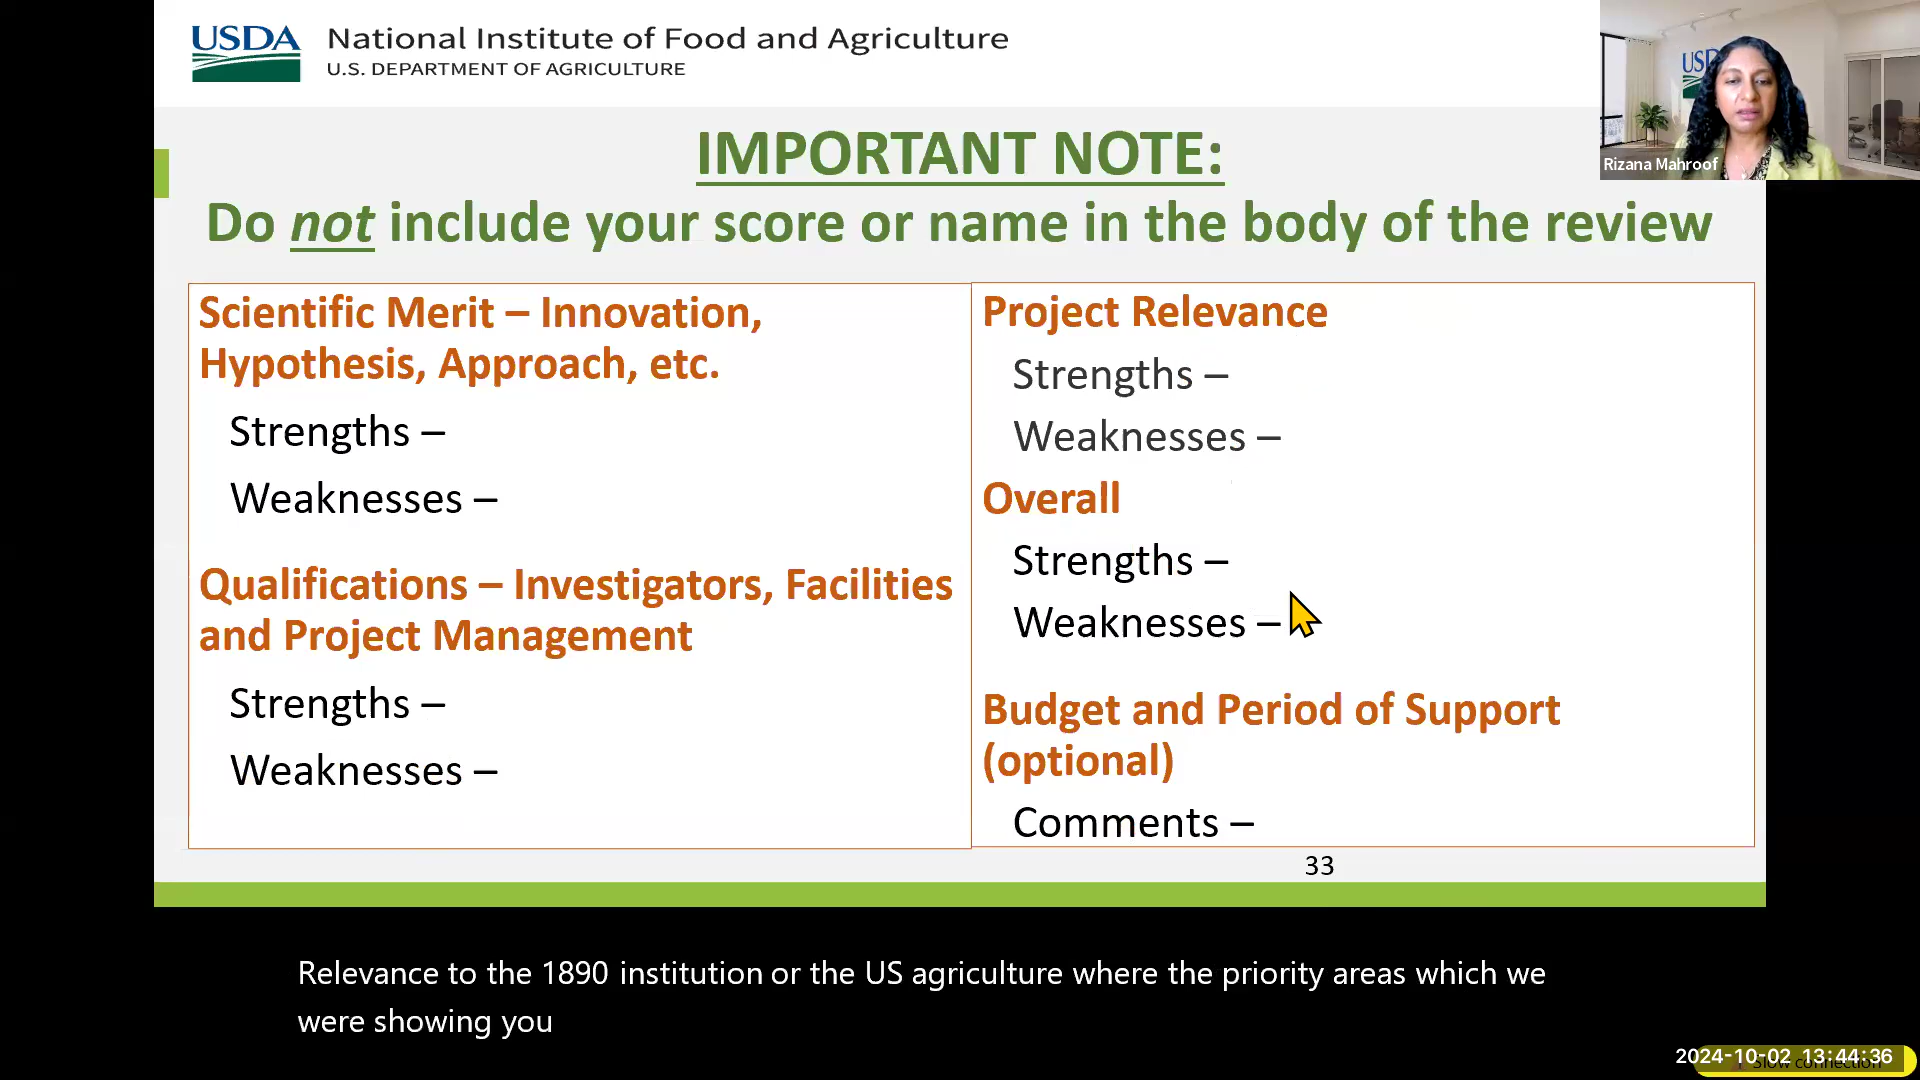 USDA
National Institute of Food and Agriculture
U.S. DEPARTMENT OF AGRICULTURE
USD
Rizana Mahroof
IMPORTANT NOTE:
Do not include your score or name in the body of the review
Scientific Merit – Innovation,
Hypothesis, Approach, etc.
Strengths –
Weaknesses –
Qualifications – Investigators, Facilities
and Project Management
Strengths –
Weaknesses –
Project Relevance
Strengths –
Weaknesses –
Overall
Strengths –
Weaknesses –
Budget and Period of Support
(optional)
Comments –
33
Relevance to the 1890 institution or the US agriculture where the priority areas which we
were showing you
2024-10-02 13:44:36
Slow connection